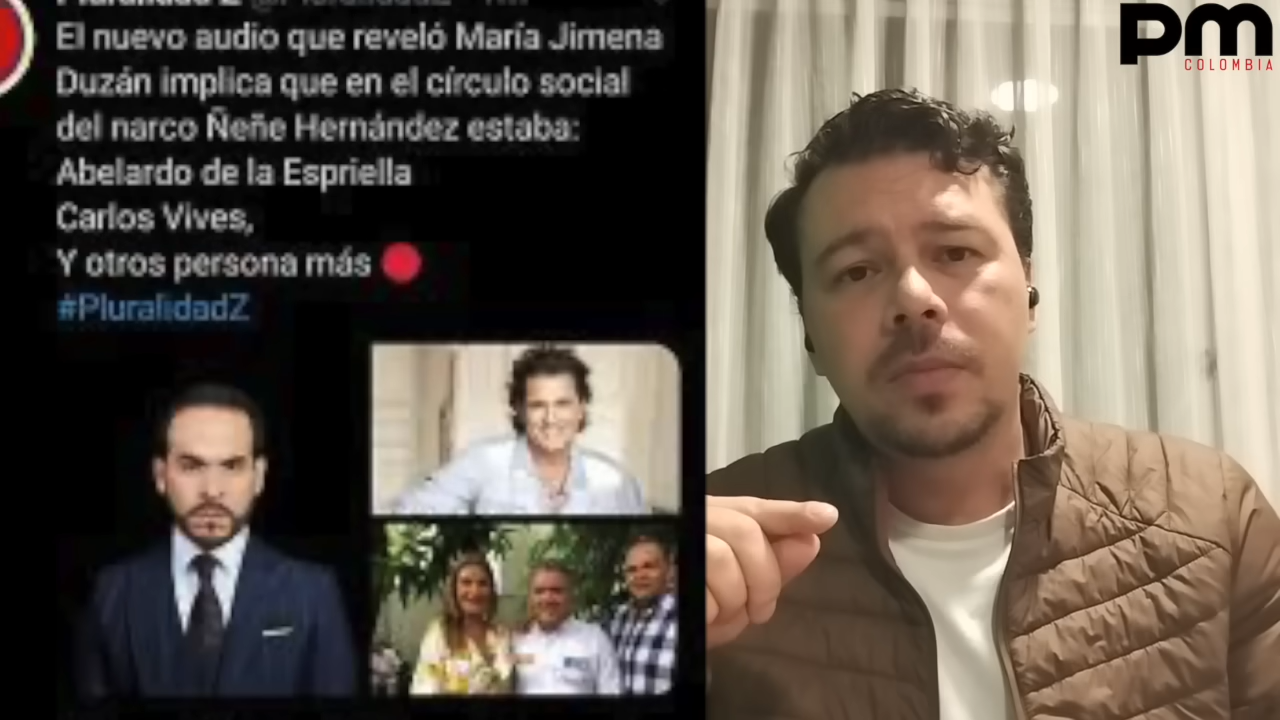 El nuevo audio que reveló María Jimena
Duzán implica que en el círculo social
del narco Ñeñe Hernández estaba:
Abelardo de la Espriella
Carlos Vives,
Y otros persona más
#PluralidadZ
pm
COLOMBIA